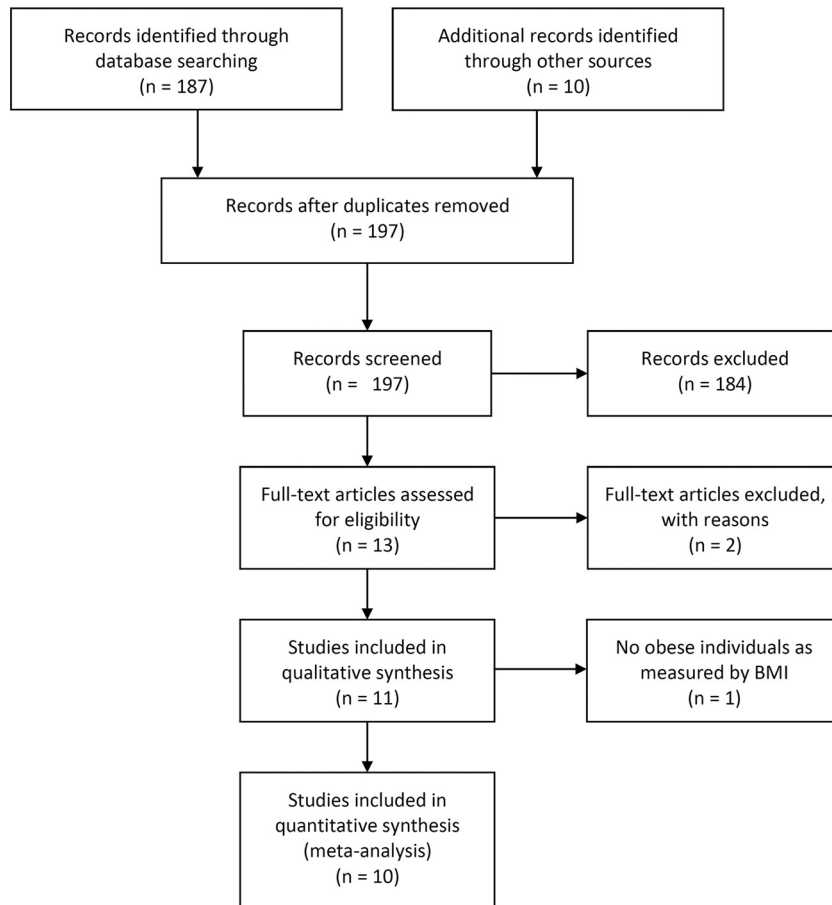 Records identified through
database searching
(n = 187)
Additional records identified
through other sources
(n = 10)
Records after duplicates removed
(n = 197)
Records screened
(n =   197)
Records excluded
(n = 184)
Full-text articles assessed
for eligibility
(n = 13)
Full-text articles excluded,
with reasons
(n = 2)
Studies included in
qualitative synthesis
(n = 11)
No obese individuals as
measured by BMI
(n = 1)
Studies included in
quantitative synthesis
(meta-analysis)
(n = 10)